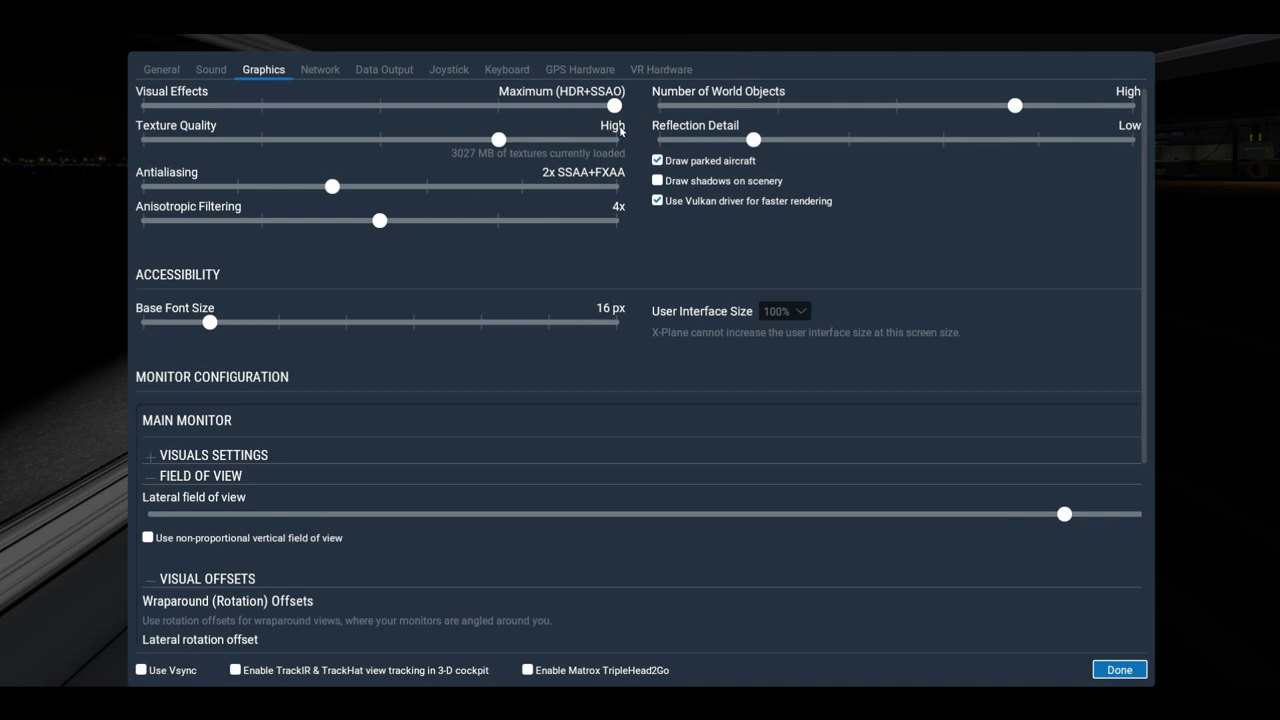 General Sound Graphics Network Data Output Joystick Keyboard GPS Hardware VR Hardware
Visual Effects Maximum (HDR+SSAO)
Texture Quality High
3027 MB of textures currently loaded
Antialiasing 2x SSAA+FXAA
Anisotropic Filtering 4x
Number of World Objects High
Reflection Detail Low
Draw parked aircraft
Draw shadows on scenery
Use Vulkan driver for faster rendering
ACCESSIBILITY
Base Font Size 16 px
User Interface Size 100%
X-Plane cannot increase the user interface size at this screen size.
MONITOR CONFIGURATION
MAIN MONITOR
VISUALS SETTINGS
FIELD OF VIEW
Lateral field of view
Use non-proportional vertical field of view
VISUAL OFFSETS
Wraparound (Rotation) Offsets
Use rotation offsets for wraparound views, where your monitors are angled around you.
Lateral rotation offset
Use Vsync Enable TrackIR & TrackHat view tracking in 3-D cockpit Enable Matrox TripleHead2Go Done